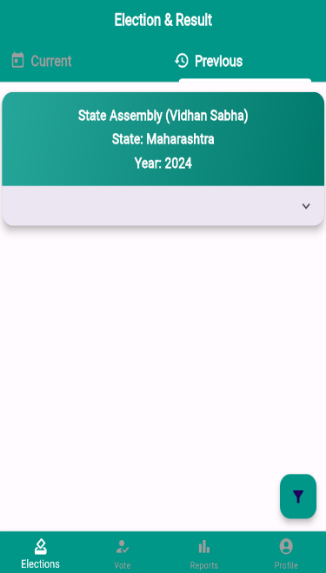 Election & Result
Current
Previous
State Assembly (Vidhan Sabha)
State: Maharashtra
Year: 2024
Elections
Vote
Reports
Profile